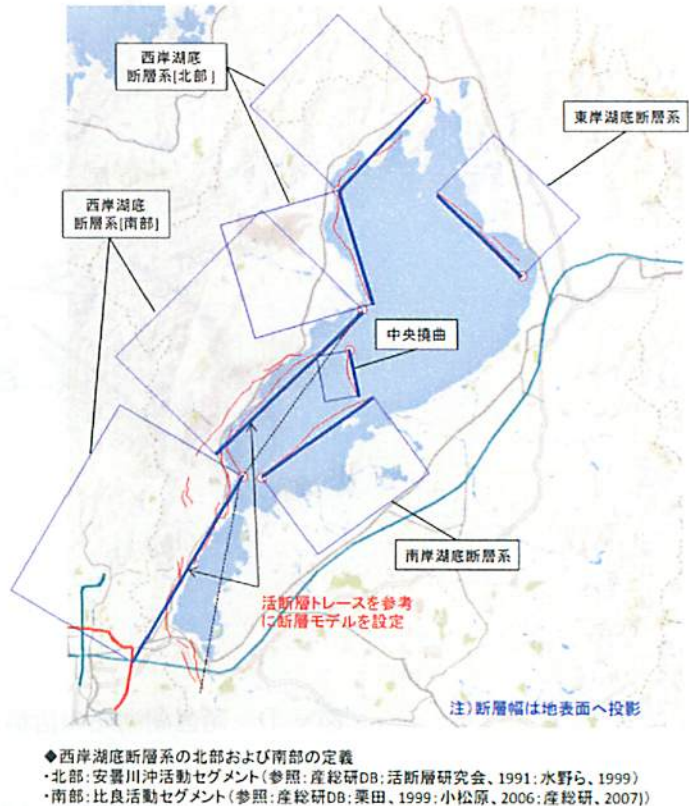 西岸湖底
断層系[北部]
東岸湖底断層系
西岸湖底
断層系[南部]
中央撓曲
南岸湖底断層系
活断層トレースを参考
に断層モデルを設定
注)断層幅は地表面へ投影
◆西岸湖底断層系の北部および南部の定義
・北部:安曇川沖活動セグメント(参照:産総研DB;活断層研究会、1991;水野ら、1999)
・南部:比良活動セグメント(参照:産総研DB;栗田、1999;小松原、2006;産総研、2007))